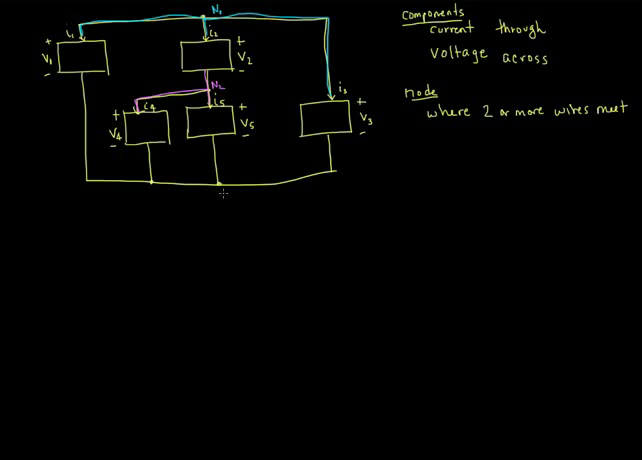 N₁
i₁
i₂
+
V₁
-
+
V₂
-
N₂
i₃
+
V₃
-
i₄
+
V₄
-
i₅
+
V₅
-
Components
Current through
Voltage across
node
where 2 or more wires meet